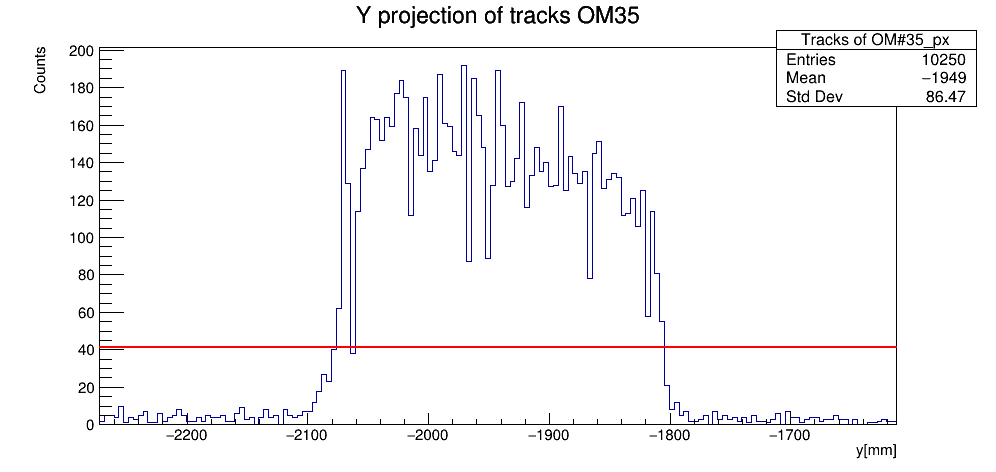 Y projection of tracks OM35
Counts
Tracks of OM#35_px
Entries 10250
Mean −1949
Std Dev 86.47
200
180
160
140
120
100
80
60
40
20
0
−2200 −2100 −2000 −1900 −1800 −1700
y[mm]